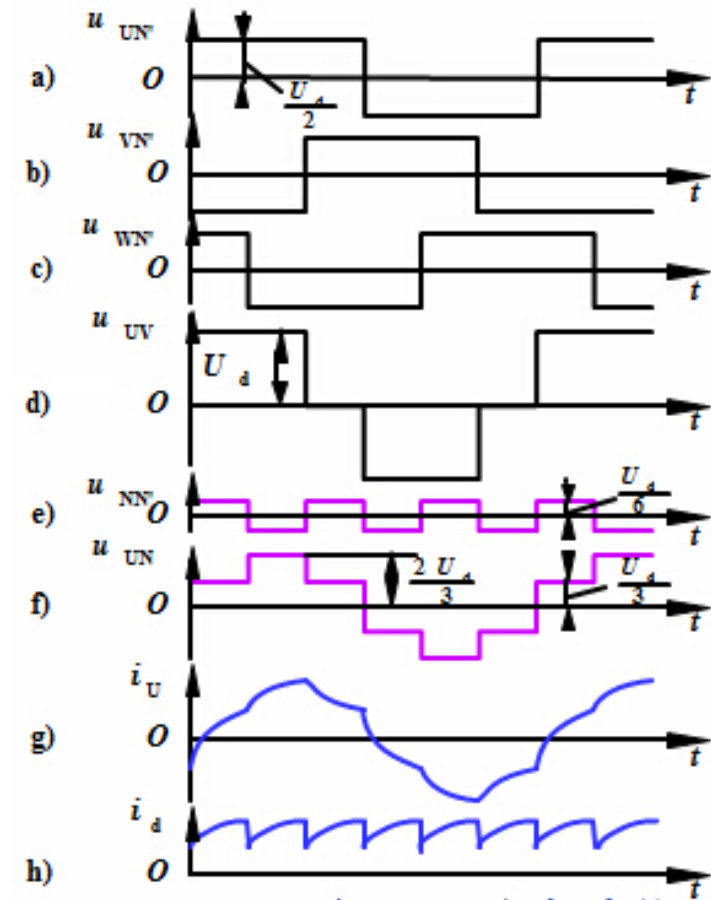 u UN'
a) O U d / 2 t
u VN'
b) O t
u WN'
c) O t
u UV
U d
d) O t
u NN'
e) O U d / 6 t
u UN
f) O 2 U d / 3 U d / 3 t
i U
g) O t
i d
h) O t